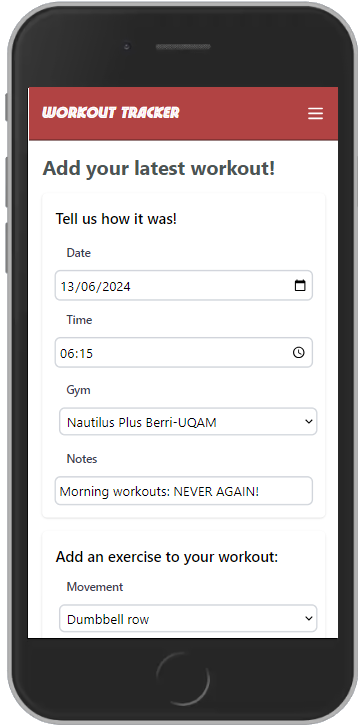 WORKOUT TRACKER
Add your latest workout!
Tell us how it was!
Date
13/06/2024
Time
06:15
Gym
Nautilus Plus Berri-UQAM
Notes
Morning workouts: NEVER AGAIN!
Add an exercise to your workout:
Movement
Dumbbell row